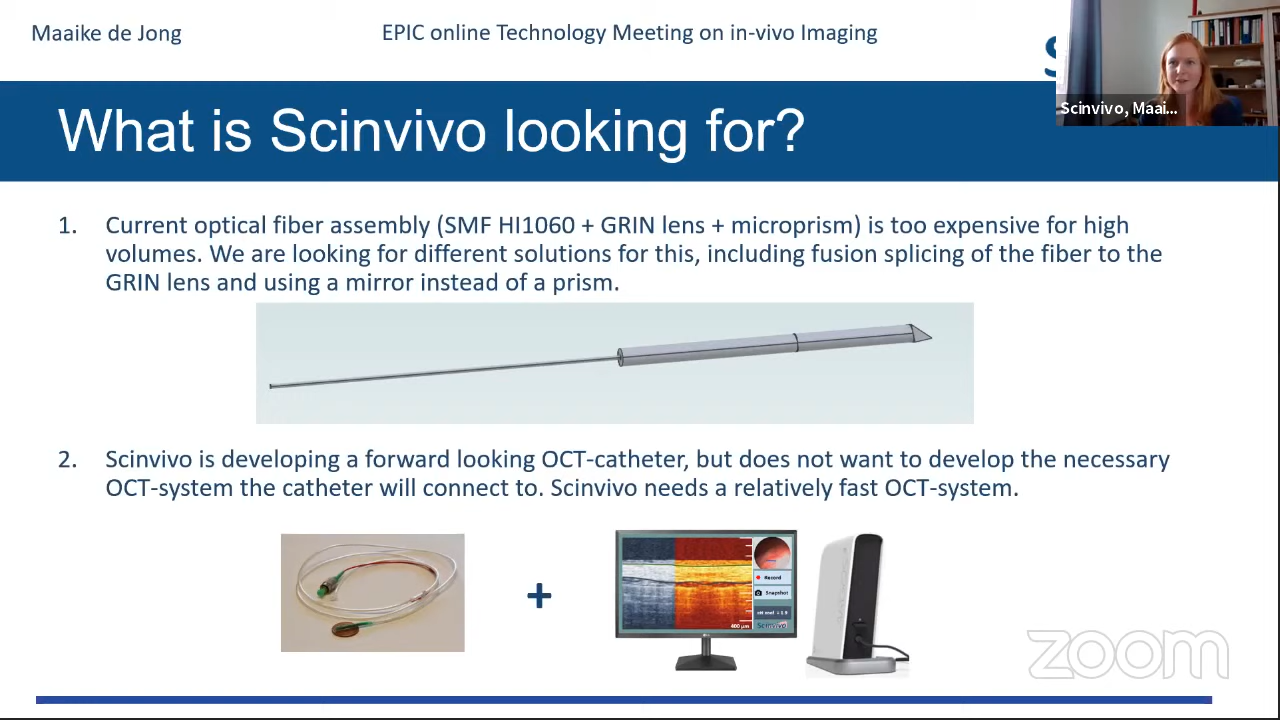 Maaike de Jong
EPIC online Technology Meeting on in-vivo Imaging
S
Scinvivo, Maai...
What is Scinvivo looking for?
1. Current optical fiber assembly (SMF HI1060 + GRIN lens + microprism) is too expensive for high
volumes. We are looking for different solutions for this, including fusion splicing of the fiber to the
GRIN lens and using a mirror instead of a prism.
2. Scinvivo is developing a forward looking OCT-catheter, but does not want to develop the necessary
OCT-system the catheter will connect to. Scinvivo needs a relatively fast OCT-system.
+
Record
Snapshot
400 µm
Scinvivo
LG
zoom